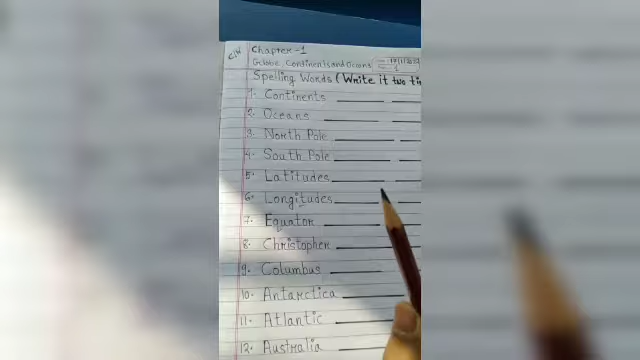 C/W
Chapter-1
Globe, Continents and Oceans
Spelling Words (Write it two ti
1. Continents
2. Oceans
3. North Pole
4. South Pole
5. Latitudes
6. Longitudes
7. Equator
8. Christopher
9. Columbus
10. Antarctica
11. Atlantic
12. Australia